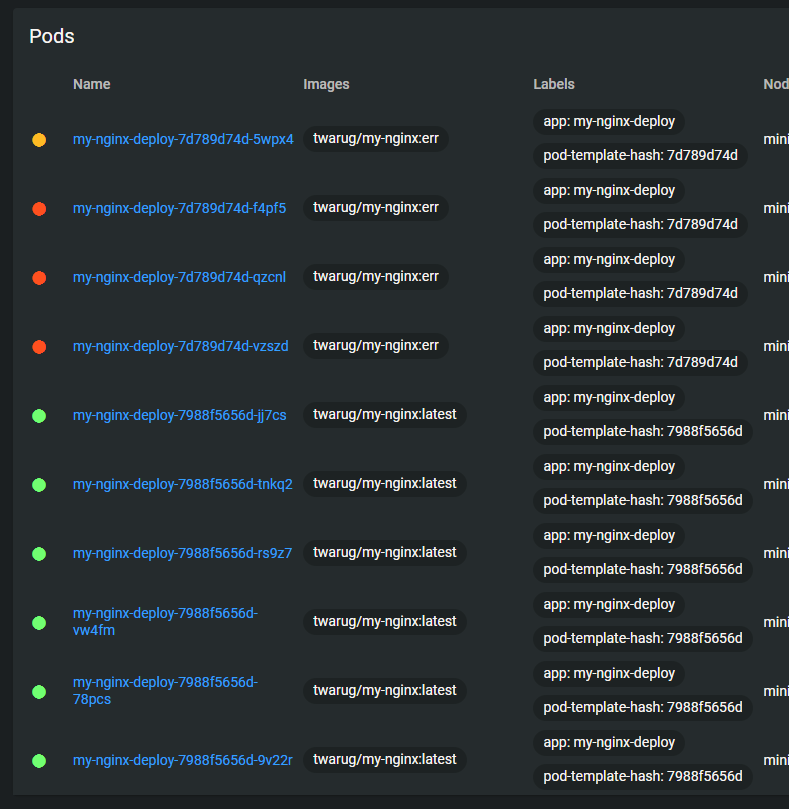 Pods
Name Images Labels Nod
my-nginx-deploy-7d789d74d-5wpx4 twarug/my-nginx:err app: my-nginx-deploy mini
pod-template-hash: 7d789d74d
my-nginx-deploy-7d789d74d-f4pf5 twarug/my-nginx:err app: my-nginx-deploy mini
pod-template-hash: 7d789d74d
my-nginx-deploy-7d789d74d-qzcnl twarug/my-nginx:err app: my-nginx-deploy mini
pod-template-hash: 7d789d74d
my-nginx-deploy-7d789d74d-vzszd twarug/my-nginx:err app: my-nginx-deploy mini
pod-template-hash: 7d789d74d
my-nginx-deploy-7988f5656d-jj7cs twarug/my-nginx:latest app: my-nginx-deploy mini
pod-template-hash: 7988f5656d
my-nginx-deploy-7988f5656d-tnkq2 twarug/my-nginx:latest app: my-nginx-deploy mini
pod-template-hash: 7988f5656d
my-nginx-deploy-7988f5656d-rs9z7 twarug/my-nginx:latest app: my-nginx-deploy mini
pod-template-hash: 7988f5656d
my-nginx-deploy-7988f5656d-
vw4fm twarug/my-nginx:latest app: my-nginx-deploy mini
pod-template-hash: 7988f5656d
my-nginx-deploy-7988f5656d-
78pcs twarug/my-nginx:latest app: my-nginx-deploy mini
pod-template-hash: 7988f5656d
my-nginx-deploy-7988f5656d-9v22r twarug/my-nginx:latest app: my-nginx-deploy mini
pod-template-hash: 7988f5656d